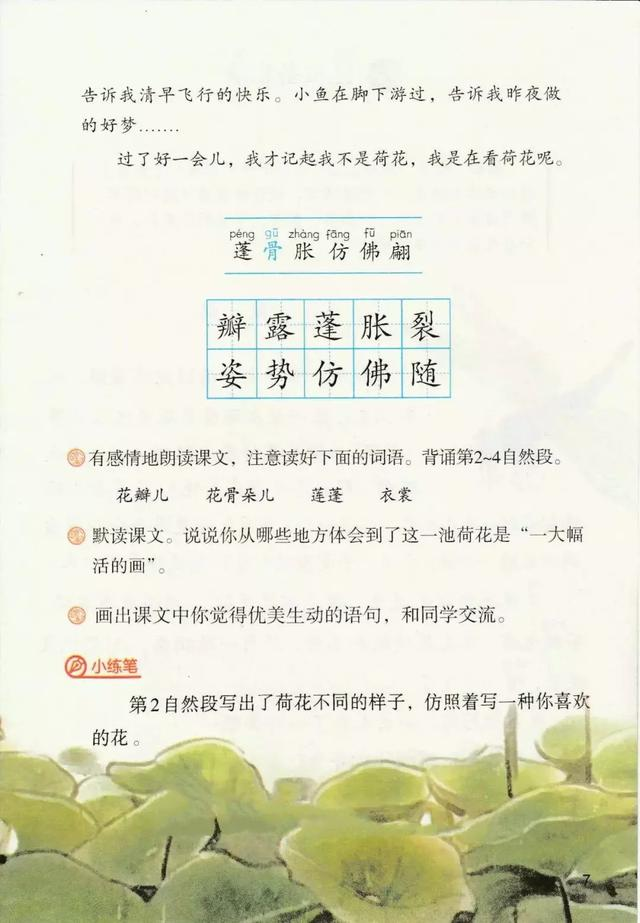 告诉我清早飞行的快乐。小鱼在脚下游过，告诉我昨夜做
的好梦……
过了好一会儿，我才记起我不是荷花，我是在看荷花呢。
péng gū zhàng fǎng fú piān
蓬 骨 胀 仿 佛 翩
瓣 露 蓬 胀 裂
姿 势 仿 佛 随
有感情地朗读课文，注意读好下面的词语。背诵第2~4自然段。
花瓣儿 花骨朵儿 莲蓬 衣裳
默读课文。说说你从哪些地方体会到了这一池荷花是“一大幅
活的画”。
画出课文中你觉得优美生动的语句，和同学交流。
小练笔
第2自然段写出了荷花不同的样子，仿照着写一种你喜欢
的花。
7